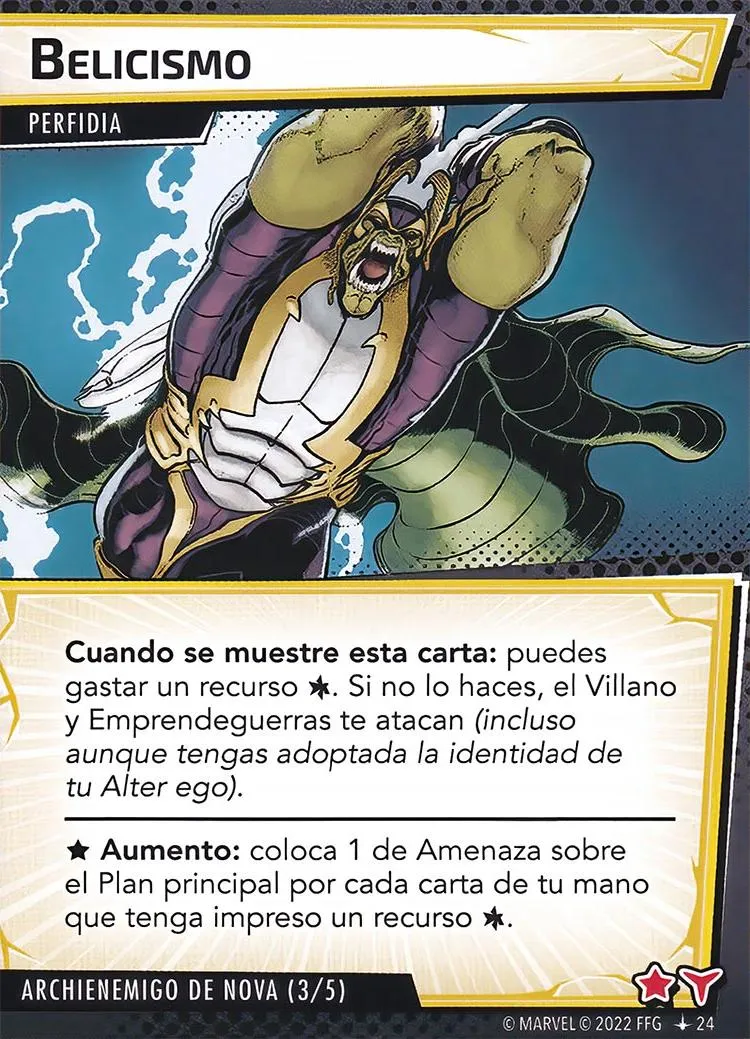 BELICISMO
PERFIDIA
Cuando se muestre esta carta: puedes
gastar un recurso. Si no lo haces, el Villano
y Emprendeguerras te atacan (incluso
aunque tengas adoptada la identidad de
tu Alter ego).
★ Aumento: coloca 1 de Amenaza sobre
el Plan principal por cada carta de tu mano
que tenga impreso un recurso.
ARCHIENEMIGO DE NOVA (3/5)
© MARVEL © 2022 FFG 24